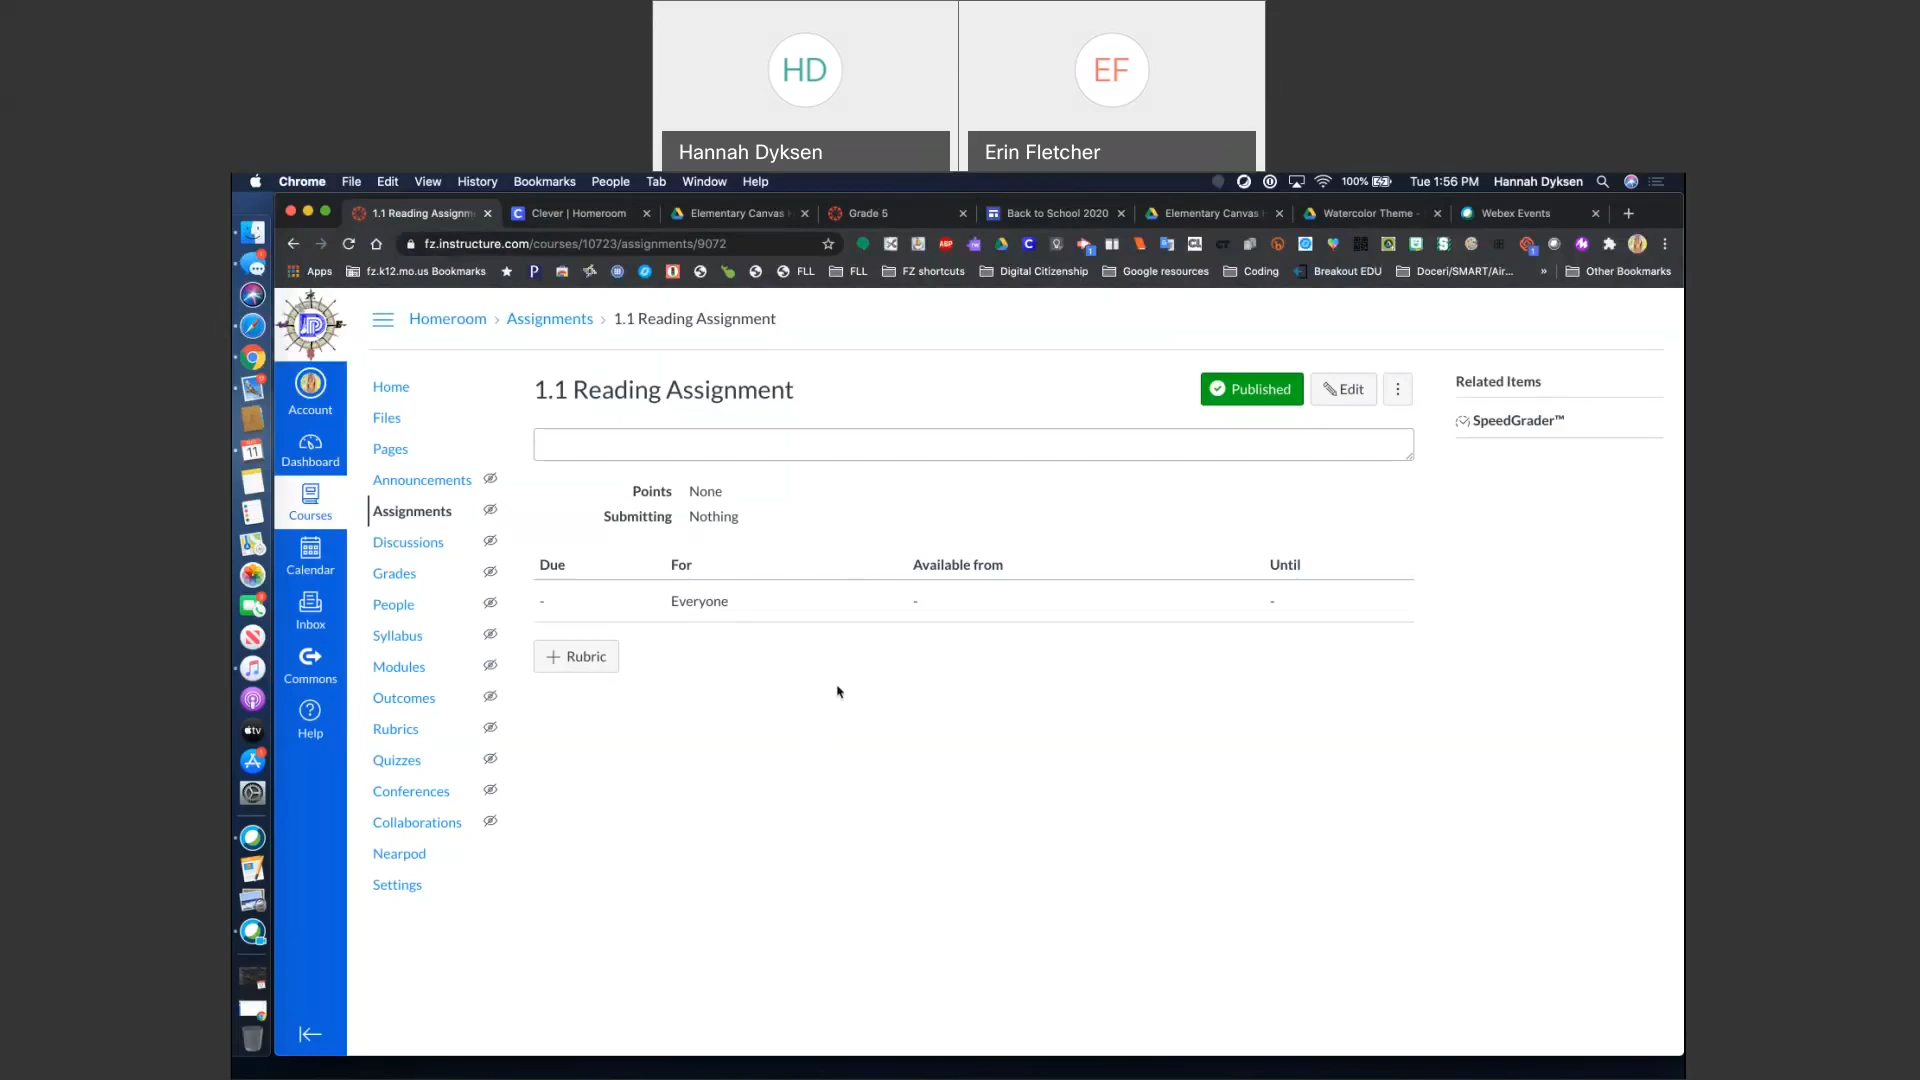 HD
EF
Hannah Dyksen
Erin Fletcher
Chrome File Edit View History Bookmarks People Tab Window Help
100% Tue 1:56 PM Hannah Dyksen
1.1 Reading Assignm
Clever | Homeroom
Elementary Canvas
Grade 5
Back to School 2020
Elementary Canvas
Watercolor Theme -
Webex Events
fz.instructure.com/courses/10723/assignments/9072
ABP
Apps
fz.k12.mo.us Bookmarks
FLL
FLL
FZ shortcuts
Digital Citizenship
Google resources
Coding
Breakout EDU
Doceri/SMART/Air...
»
Other Bookmarks
Homeroom › Assignments › 1.1 Reading Assignment
Account
Dashboard
Courses
Calendar
Inbox
Commons
Help
Home
Files
Pages
Announcements
Assignments
Discussions
Grades
People
Syllabus
Modules
Outcomes
Rubrics
Quizzes
Conferences
Collaborations
Nearpod
Settings
1.1 Reading Assignment
Published
Edit
Points None
Submitting Nothing
Due For Available from Until
- Everyone - -
+ Rubric
Related Items
SpeedGrader™
11
tv